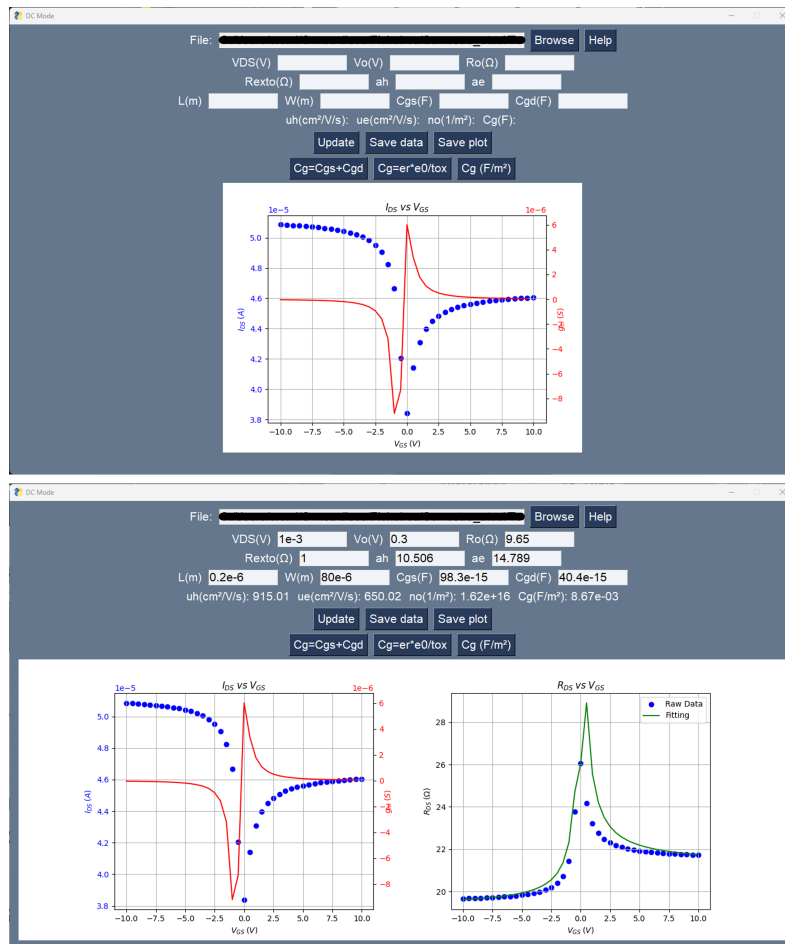 DC Mode
File: Browse Help
VDS(V) Vo(V) Ro(Ω)
Rexto(Ω) ah ae
L(m) W(m) Cgs(F) Cgd(F)
uh(cm²/V/s): ue(cm²/V/s): no(1/m²): Cg(F):
Update Save data Save plot
Cg=Cgs+Cgd Cg=er*e0/tox Cg (F/m²)
I_DS vs V_GS
1e−5 1e−6
5.0 4.8 4.6 4.4 4.2 4.0 3.8
I_DS (A)
6 4 2 0 −2 −4 −6 −8
g_s (S)
−10.0 −7.5 −5.0 −2.5 0.0 2.5 5.0 7.5 10.0
V_GS (V)
DC Mode
File: Browse Help
VDS(V) 1e-3 Vo(V) 0.3 Ro(Ω) 9.65
Rexto(Ω) 1 ah 10.506 ae 14.789
L(m) 0.2e-6 W(m) 80e-6 Cgs(F) 98.3e-15 Cgd(F) 40.4e-15
uh(cm²/V/s): 915.01 ue(cm²/V/s): 650.02 no(1/m²): 1.62e+16 Cg(F/m²): 8.67e-03
Update Save data Save plot
Cg=Cgs+Cgd Cg=er*e0/tox Cg (F/m²)
I_DS vs V_GS
1e−5 1e−6
5.0 4.8 4.6 4.4 4.2 4.0 3.8
I_DS (A)
6 4 2 0 −2 −4 −6 −8
(S)
−10.0 −7.5 −5.0 −2.5 0.0 2.5 5.0 7.5 10.0
V_GS (V)
R_DS vs V_GS
Raw Data
Fitting
28 26 24 22 20
R_DS (Ω)
−10.0 −7.5 −5.0 −2.5 0.0 2.5 5.0 7.5 10.0
V_GS (V)